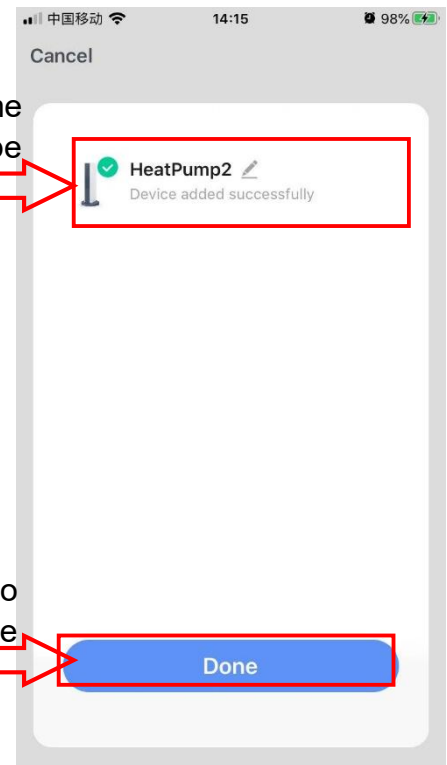 中国移动 14:15 98%
Cancel
HeatPump2
Device added successfully
Done